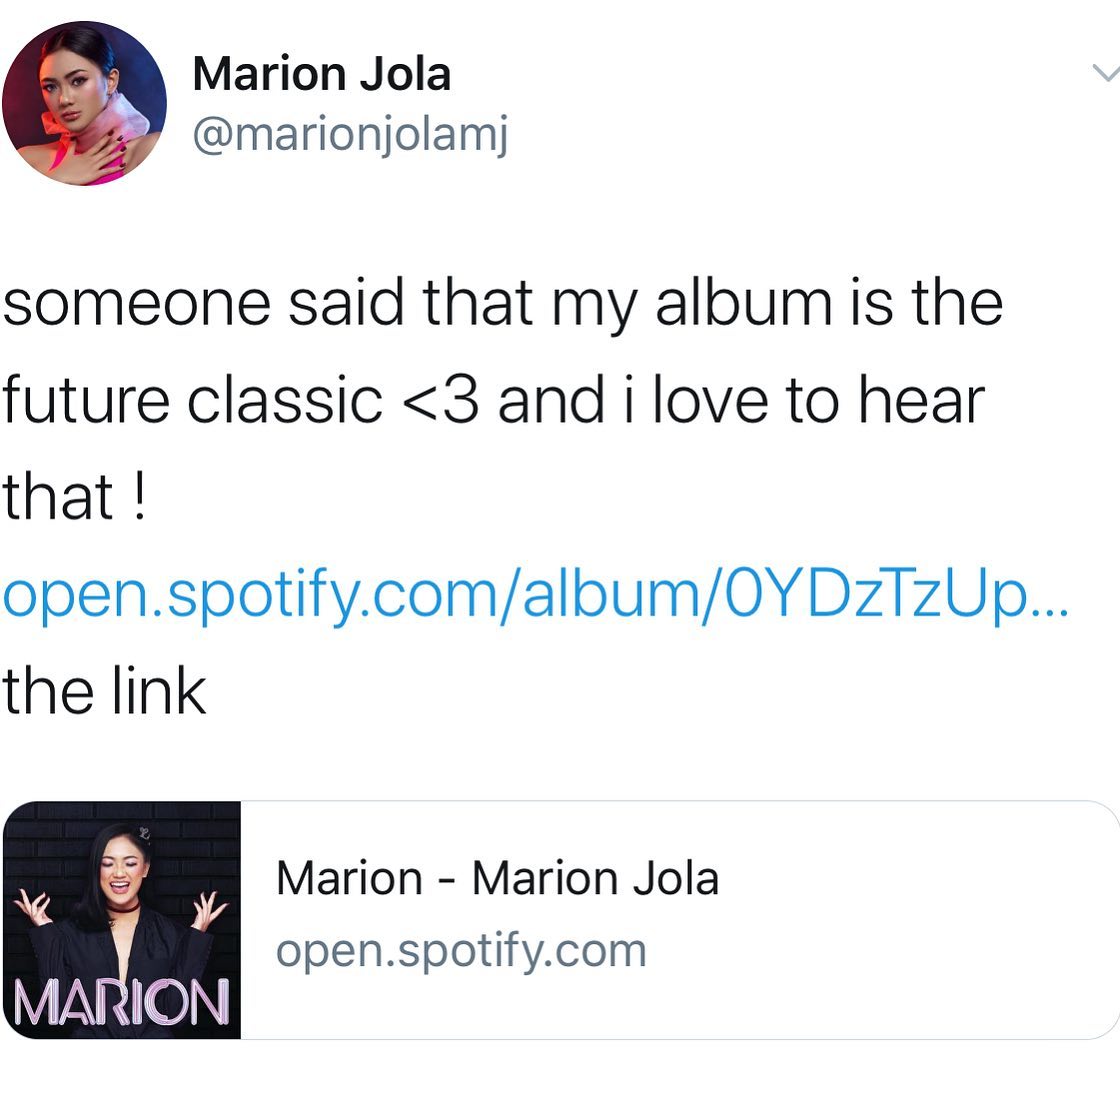 Marion Jola
@marionjolamj
someone said that my album is the
future classic <3 and i love to hear
that !
open.spotify.com/album/0YDzTzUp...
the link
MARION
Marion - Marion Jola
open.spotify.com